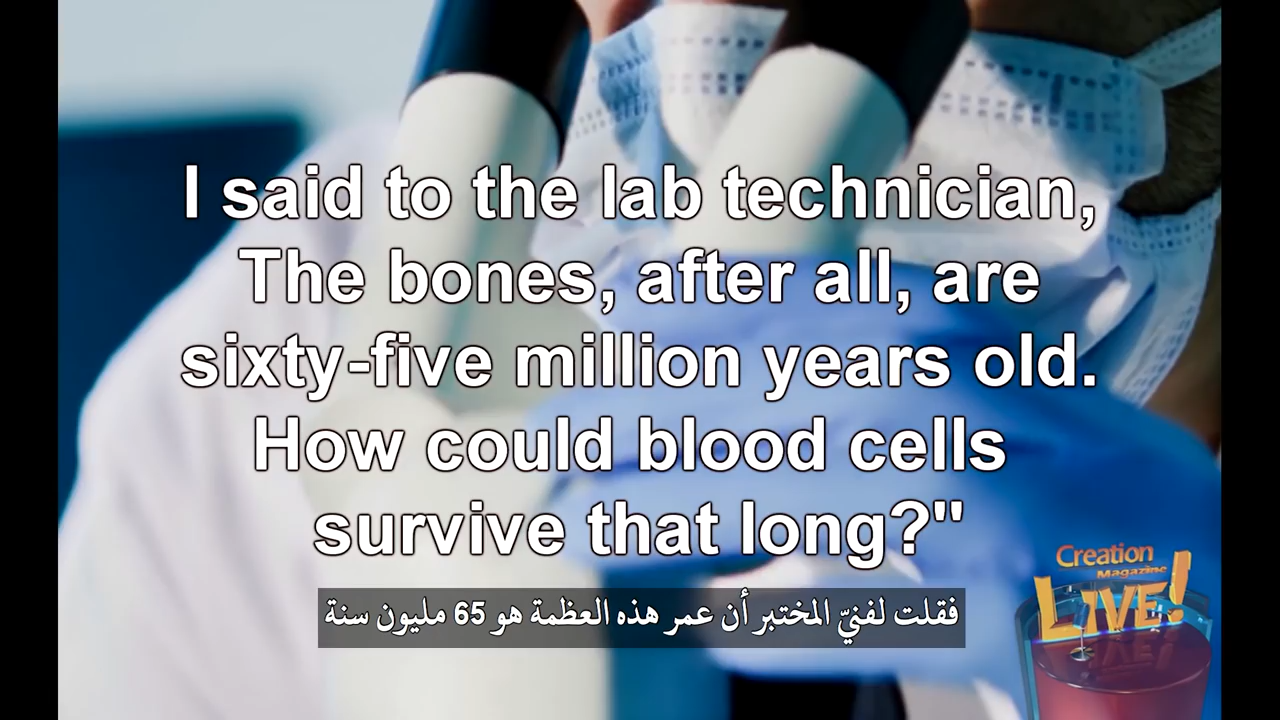 I said to the lab technician,
The bones, after all, are
sixty-five million years old.
How could blood cells
survive that long?"
Creation
Magazine
LIVE!
فقلت لفنيّ المختبر أن عمر هذه العظمة هو 65 مليون سنة